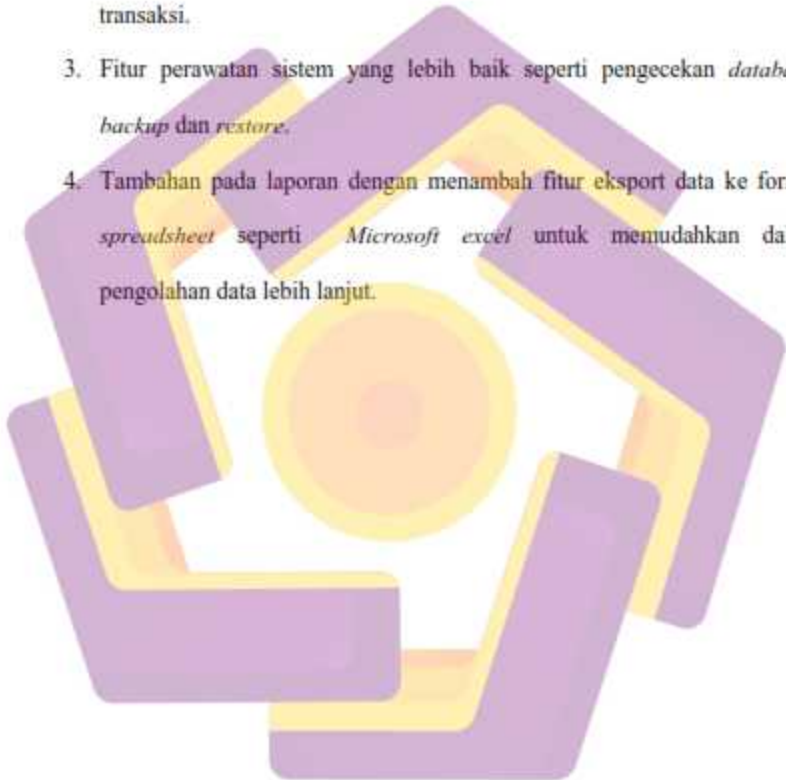 transaksi.
3. Fitur perawatan sistem yang lebih baik seperti pengecekan
backup dan restore.
4. Tambahan pada laporan dengan menambah fitur eksport data ke
spreadsheet seperti Microsoft excel untuk memudahkan
pengolahan data lebih lanjut.